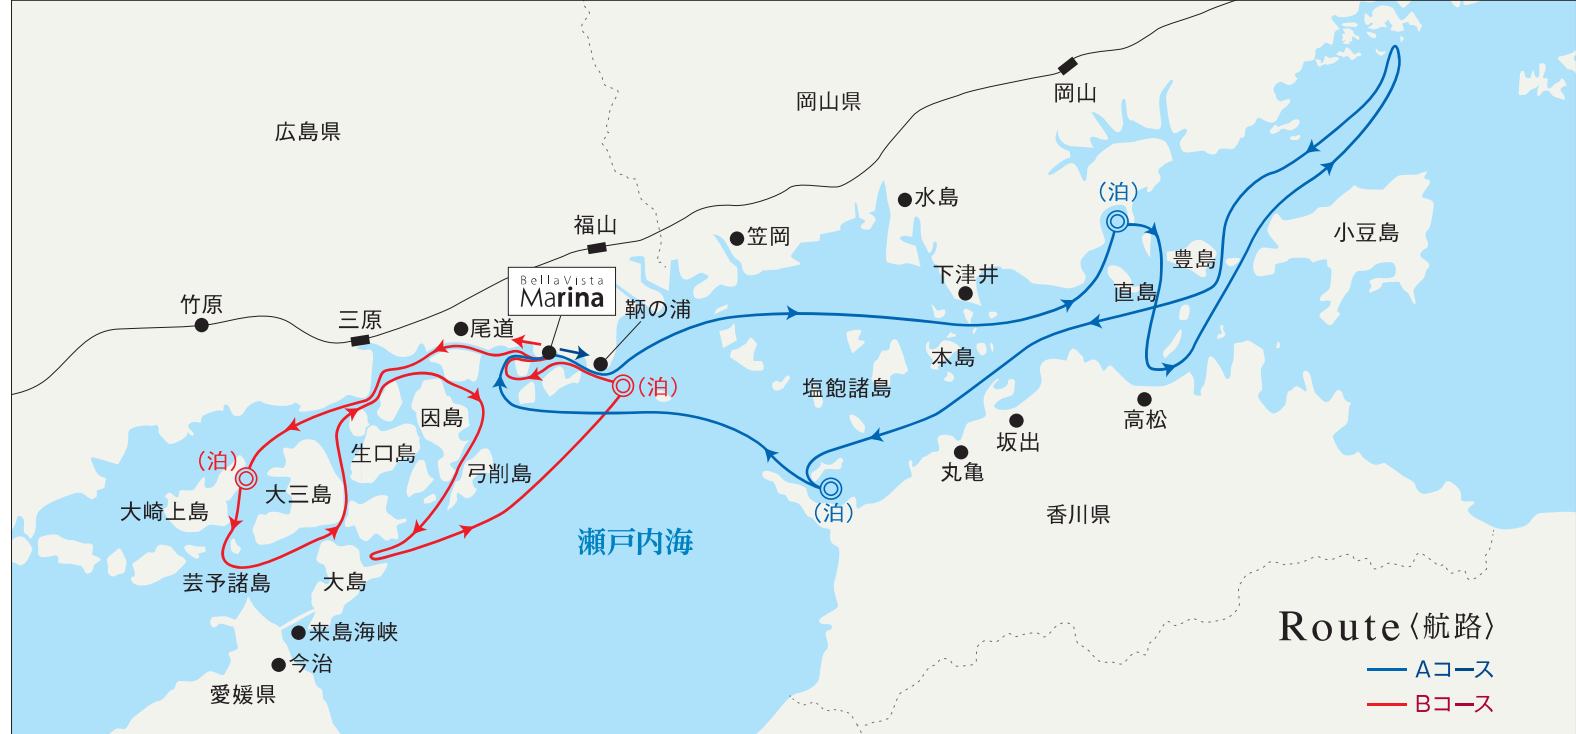 広島県
岡山県
岡山
福山
笠岡
水島
(泊)
下津井
豊島
直島
小豆島
竹原
三原
尾道
BellaVista
Marina
鞆の浦
(泊)
本島
塩飽諸島
高松
坂出
丸亀
因島
生口島
弓削島
(泊)
大三島
大崎上島
(泊)
香川県
瀬戸内海
芸予諸島
大島
来島海峡
今治
愛媛県
Route〈航路〉
Aコース
Bコース